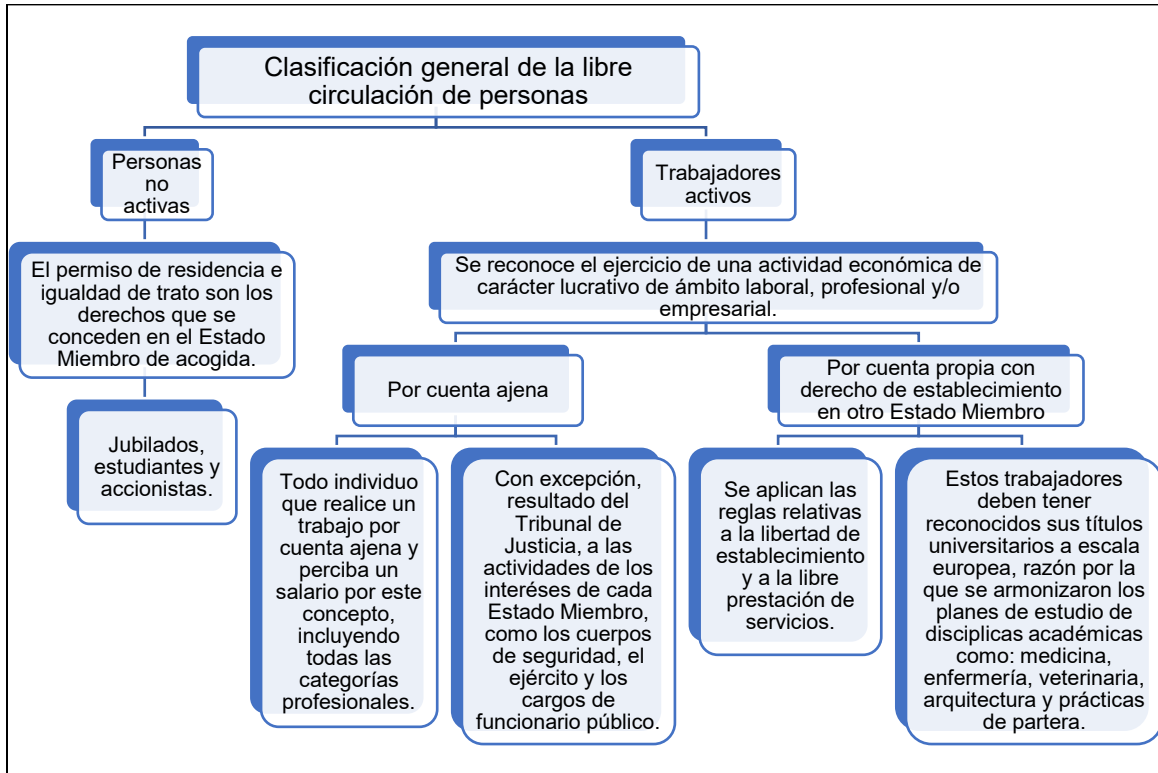 Clasificación general de la libre
circulación de personas
Personas
no
activas
Trabajadores
activos
El permiso de residencia e
igualdad de trato son los
derechos que se
conceden en el Estado
Miembro de acogida.
Se reconoce el ejercicio de una actividad económica de
carácter lucrativo de ámbito laboral, profesional y/o
empresarial.
Jubilados,
estudiantes y
accionistas.
Por cuenta ajena
Por cuenta propia con
derecho de establecimiento
en otro Estado Miembro
Todo individuo
que realice un
trabajo por
cuenta ajena y
perciba un
salario por este
concepto,
incluyendo
todas las
categorías
profesionales.
Con excepción,
resultado del
Tribunal de
Justicia, a las
actividades de los
interéses de cada
Estado Miembro,
como los cuerpos
de seguridad, el
ejército y los
cargos de
funcionario público.
Se aplican las
reglas relativas
a la libertad de
establecimiento
y a la libre
prestación de
servicios.
Estos trabajadores
deben tener
reconocidos sus títulos
universitarios a escala
europea, razón por la
que se armonizaron los
planes de estudio de
disciplicas académicas
como: medicina,
enfermería, veterinaria,
arquitectura y prácticas
de partera.